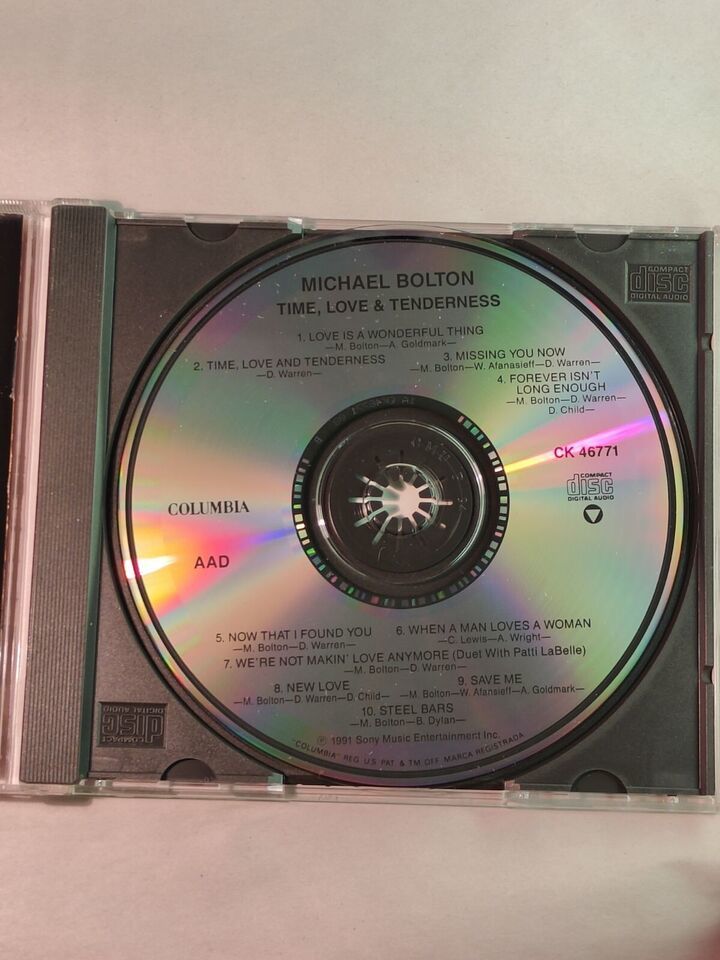 MICHAEL BOLTON
TIME, LOVE & TENDERNESS
1. LOVE IS A WONDERFUL THING
—M. Bolton—A. Goldmark—
2. TIME, LOVE AND TENDERNESS
—D. Warren—
3. MISSING YOU NOW
—M. Bolton—W. Afanasieff—D. Warren—
4. FOREVER ISN'T
LONG ENOUGH
—M. Bolton—D. Warren—
D. Child—
CK 46771
COMPACT
disc
DIGITAL AUDIO
COLUMBIA
AAD
5. NOW THAT I FOUND YOU
—M. Bolton—D. Warren—
6. WHEN A MAN LOVES A WOMAN
—C. Lewis—A. Wright—
7. WE'RE NOT MAKIN' LOVE ANYMORE (Duet With Patti LaBelle)
—M. Bolton—D. Warren—
8. NEW LOVE
—M. Bolton—D. Warren—D. Child—
9. SAVE ME
—M. Bolton—W. Afansieff—A. Goldmark—
10. STEEL BARS
—M. Bolton—B. Dylan—
℗ 1991 Sony Music Entertainment Inc.
"COLUMBIA" REG. U.S. PAT. & TM. OFF. MARCA REGISTRADA
COMPACT
disc
DIGITAL AUDIO
COMPACT
disc
DIGITAL AUDIO